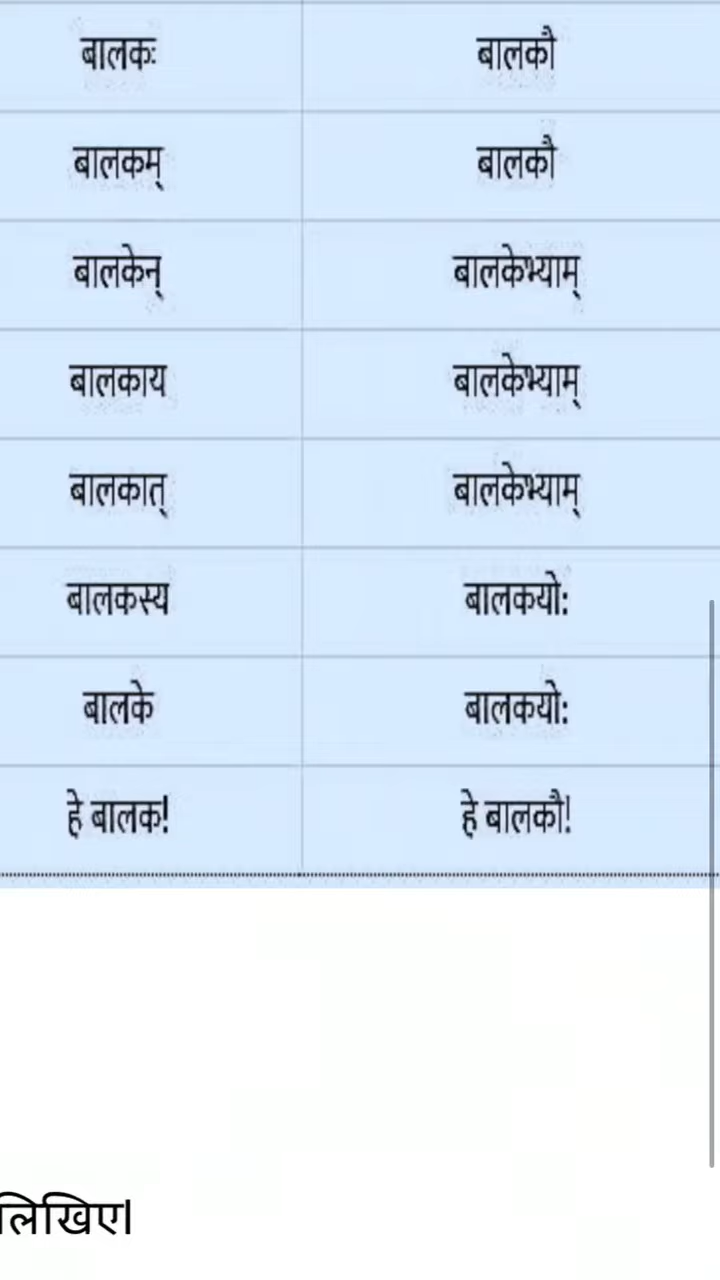 बालकः बालकौ
बालकम् बालकौ
बालकेन् बालकेभ्याम्
बालकाय बालकेभ्याम्
बालकात् बालकेभ्याम्
बालकस्य बालकयो:
बालके बालकयो:
हे बालक! हे बालकौ!
लिखिए।